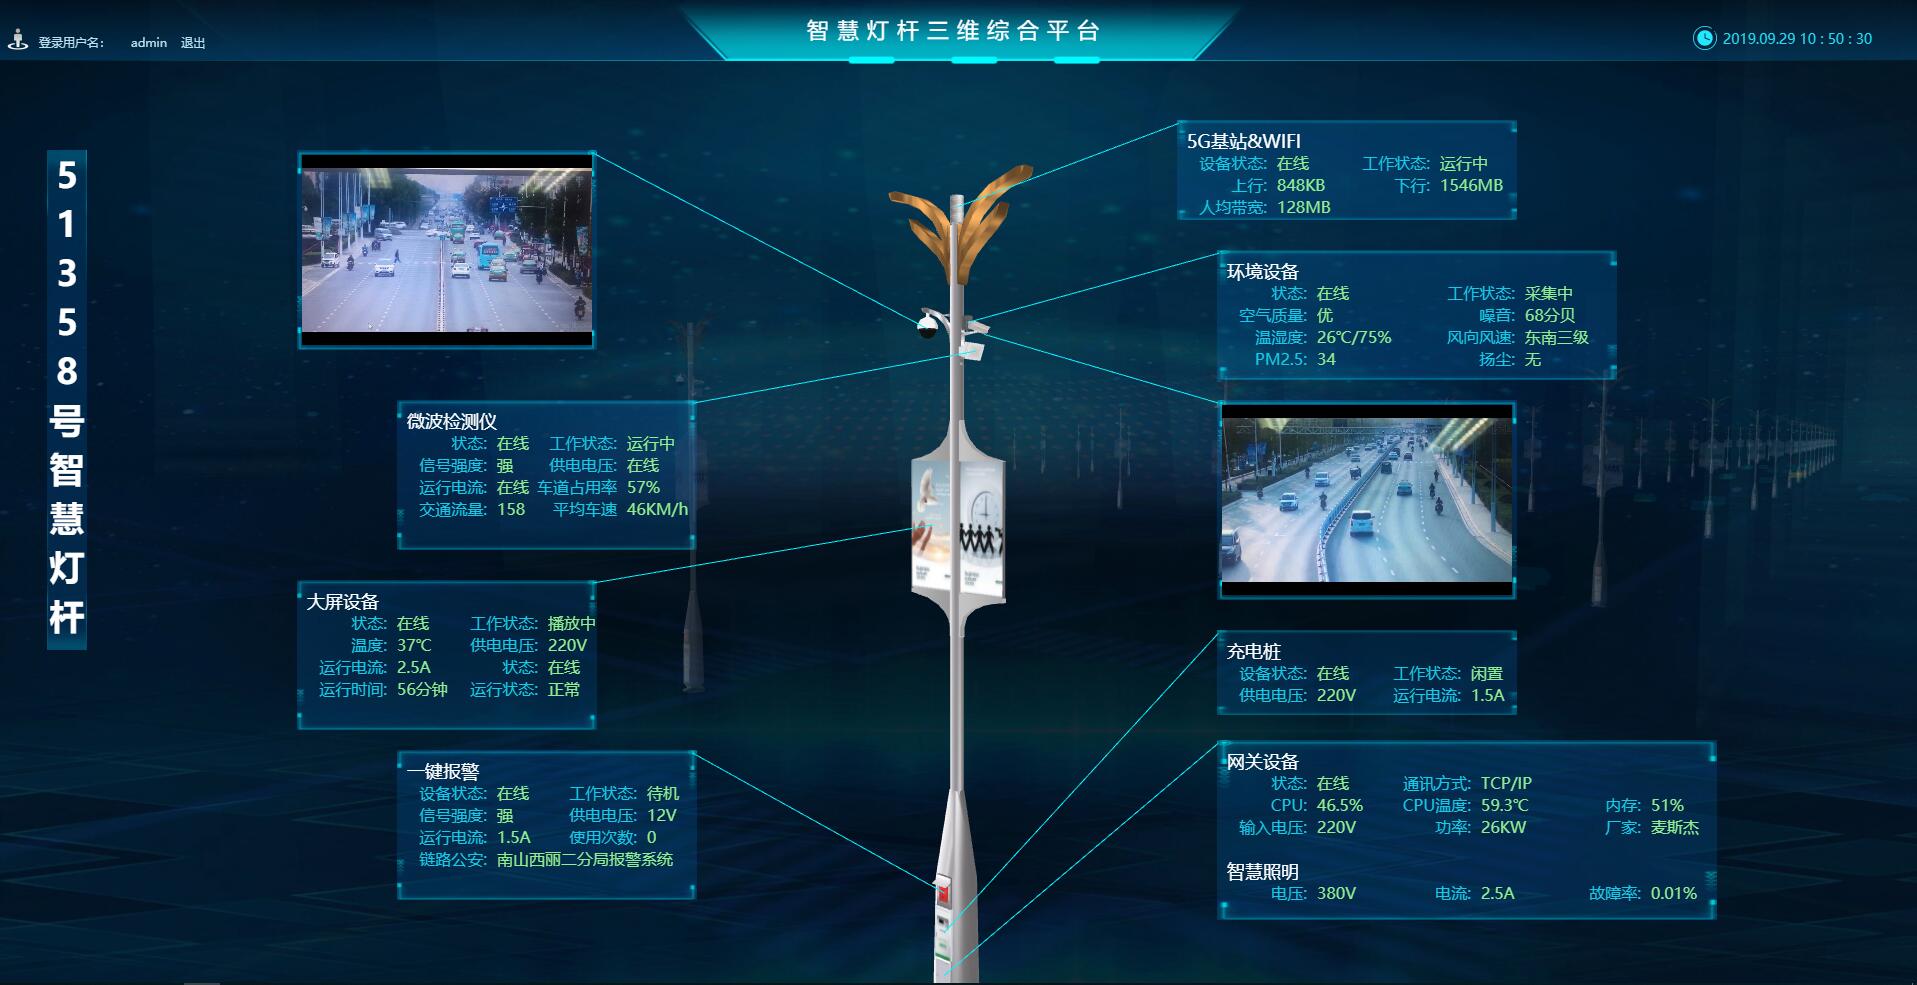 登录用户名： admin 退出
智慧灯杆三维综合平台
2019.09.29 10 : 50 : 30
513358号智慧灯杆
5G基站&WIFI
设备状态: 在线 工作状态: 运行中
上行: 848KB 下行: 1546MB
人均带宽: 128MB
环境设备
状态: 在线 工作状态: 采集中
空气质量: 优 噪音: 68分贝
温湿度: 26℃/75% 风向风速: 东南三级
PM2.5: 34 扬尘: 无
微波检测仪
状态: 在线 工作状态: 运行中
信号强度: 强 供电电压: 在线
运行电流: 在线 车道占用率 57%
交通流量: 158 平均车速 46KM/h
大屏设备
状态: 在线 工作状态: 播放中
温度: 37℃ 供电电压: 220V
运行电流: 2.5A 状态: 在线
运行时间: 56分钟 运行状态: 正常
充电桩
设备状态: 在线 工作状态: 闲置
供电电压: 220V 运行电流: 1.5A
一键报警
设备状态: 在线 工作状态: 待机
信号强度: 强 供电电压: 12V
运行电流: 1.5A 使用次数: 0
链路公安: 南山西丽二分局报警系统
网关设备
状态: 在线 通讯方式: TCP/IP
CPU: 46.5% CPU温度: 59.3℃ 内存: 51%
输入电压: 220V 功率: 26KW 厂家: 麦斯杰
智慧照明
电压: 380V 电流: 2.5A 故障率: 0.01%